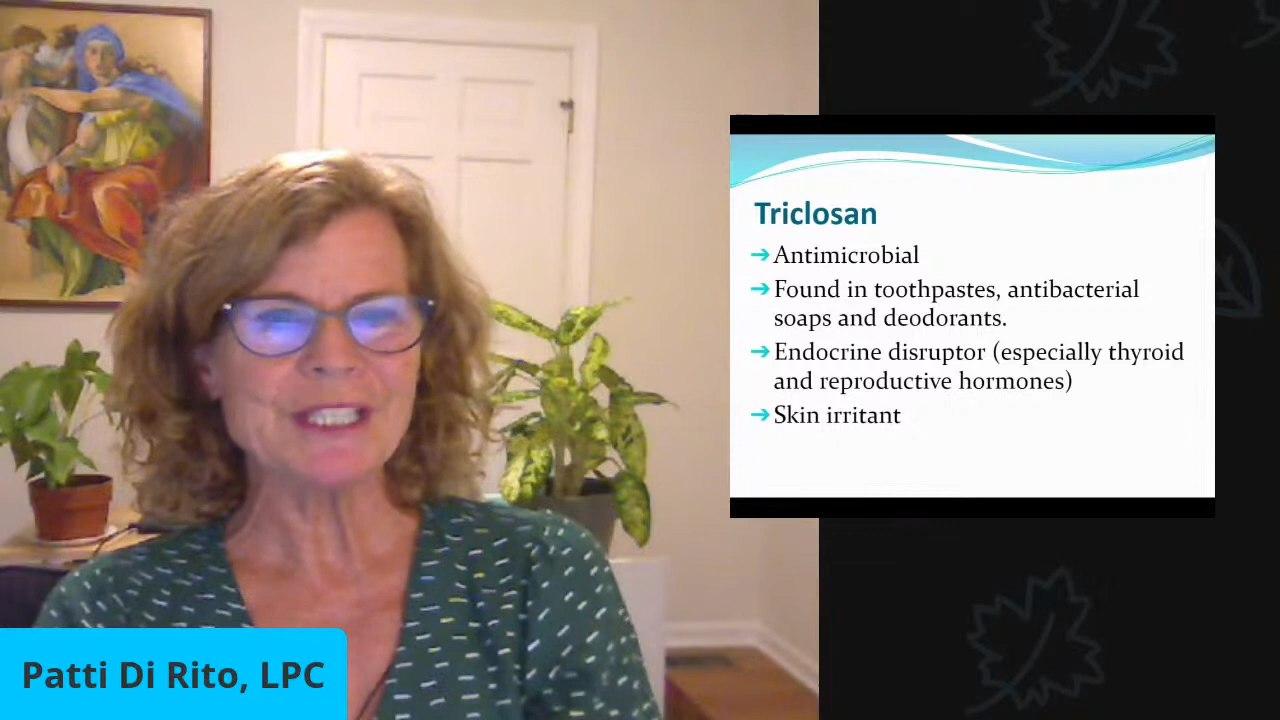 Triclosan
➔Antimicrobial
➔Found in toothpastes, antibacterial
soaps and deodorants.
➔Endocrine disruptor (especially thyroid
and reproductive hormones)
➔Skin irritant
Patti Di Rito, LPC